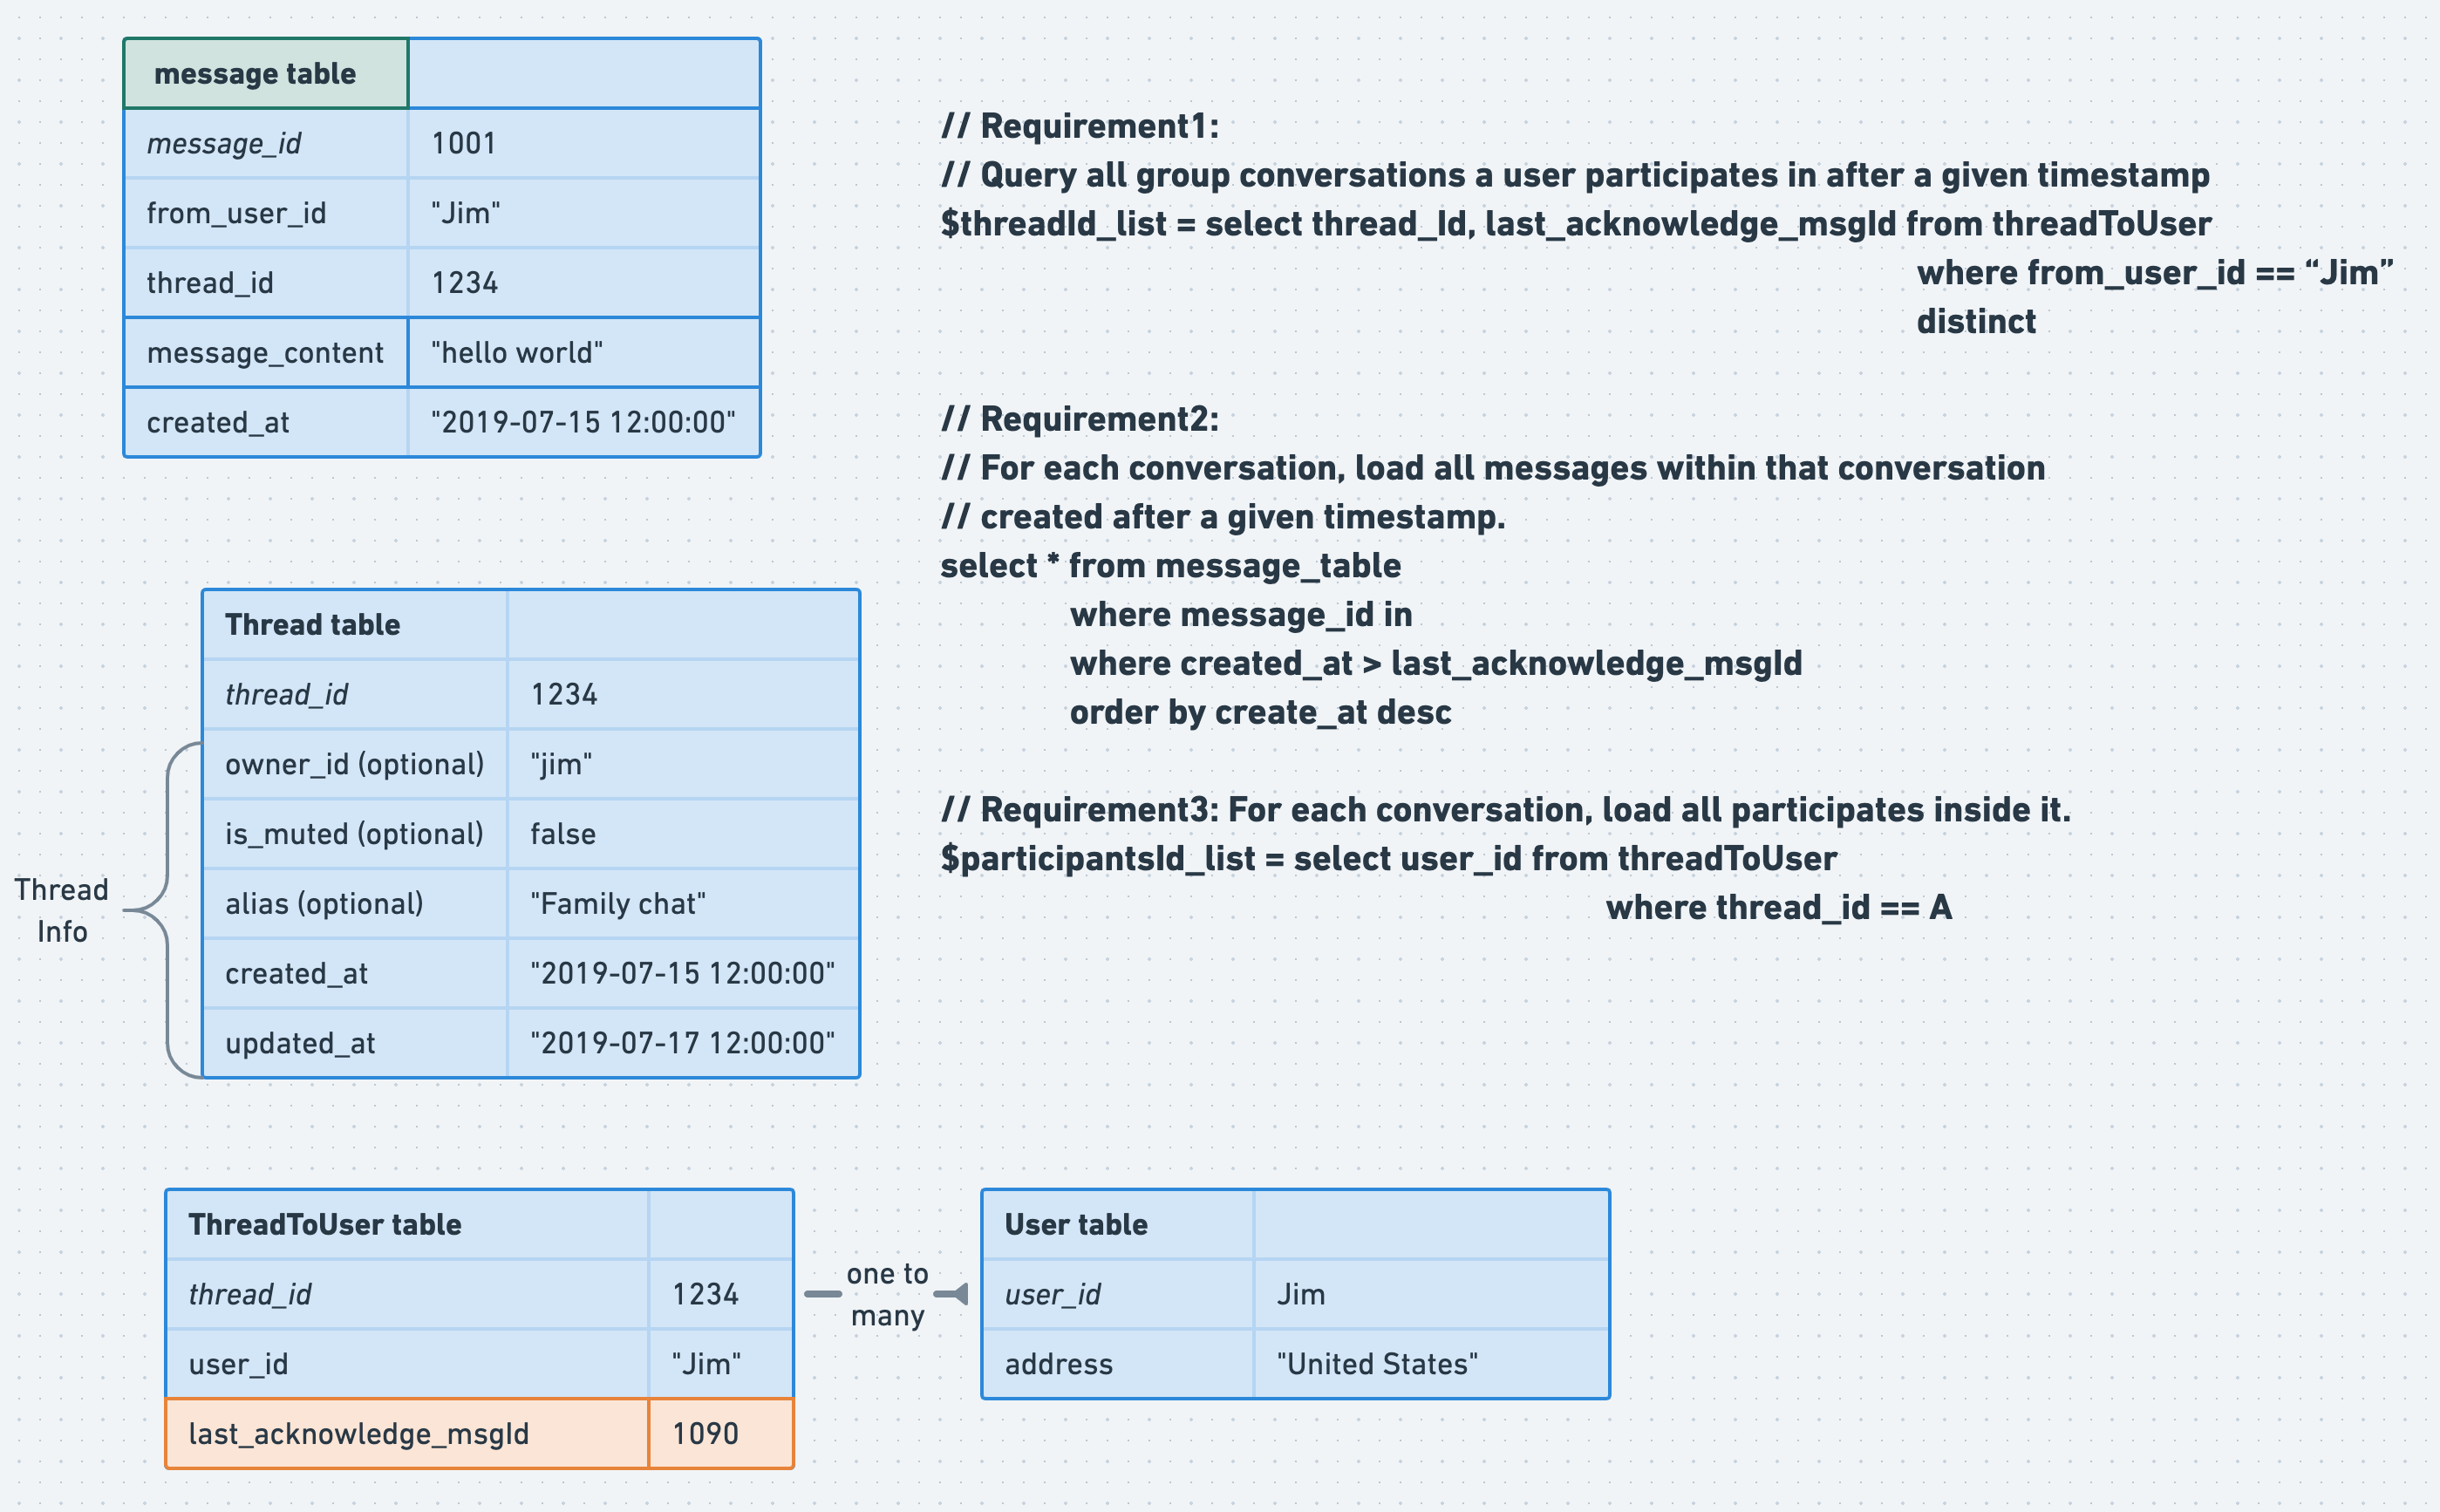 message table
message_id 1001
from_user_id "Jim"
thread_id 1234
message_content "hello world"
created_at "2019-07-15 12:00:00"
// Requirement1:
// Query all group conversations a user participates in after a given timestamp
$threadId_list = select thread_Id, last_acknowledge_msgId from threadToUser
where from_user_id == “Jim”
distinct
// Requirement2:
// For each conversation, load all messages within that conversation
// created after a given timestamp.
select * from message_table
where message_id in
where created_at > last_acknowledge_msgId
order by create_at desc
// Requirement3: For each conversation, load all participates inside it.
$participantsId_list = select user_id from threadToUser
where thread_id == A
Thread table
thread_id 1234
owner_id (optional) "jim"
is_muted (optional) false
alias (optional) "Family chat"
created_at "2019-07-15 12:00:00"
updated_at "2019-07-17 12:00:00"
Thread
Info
ThreadToUser table
thread_id 1234
user_id "Jim"
last_acknowledge_msgId 1090
one to
many
User table
user_id Jim
address "United States"